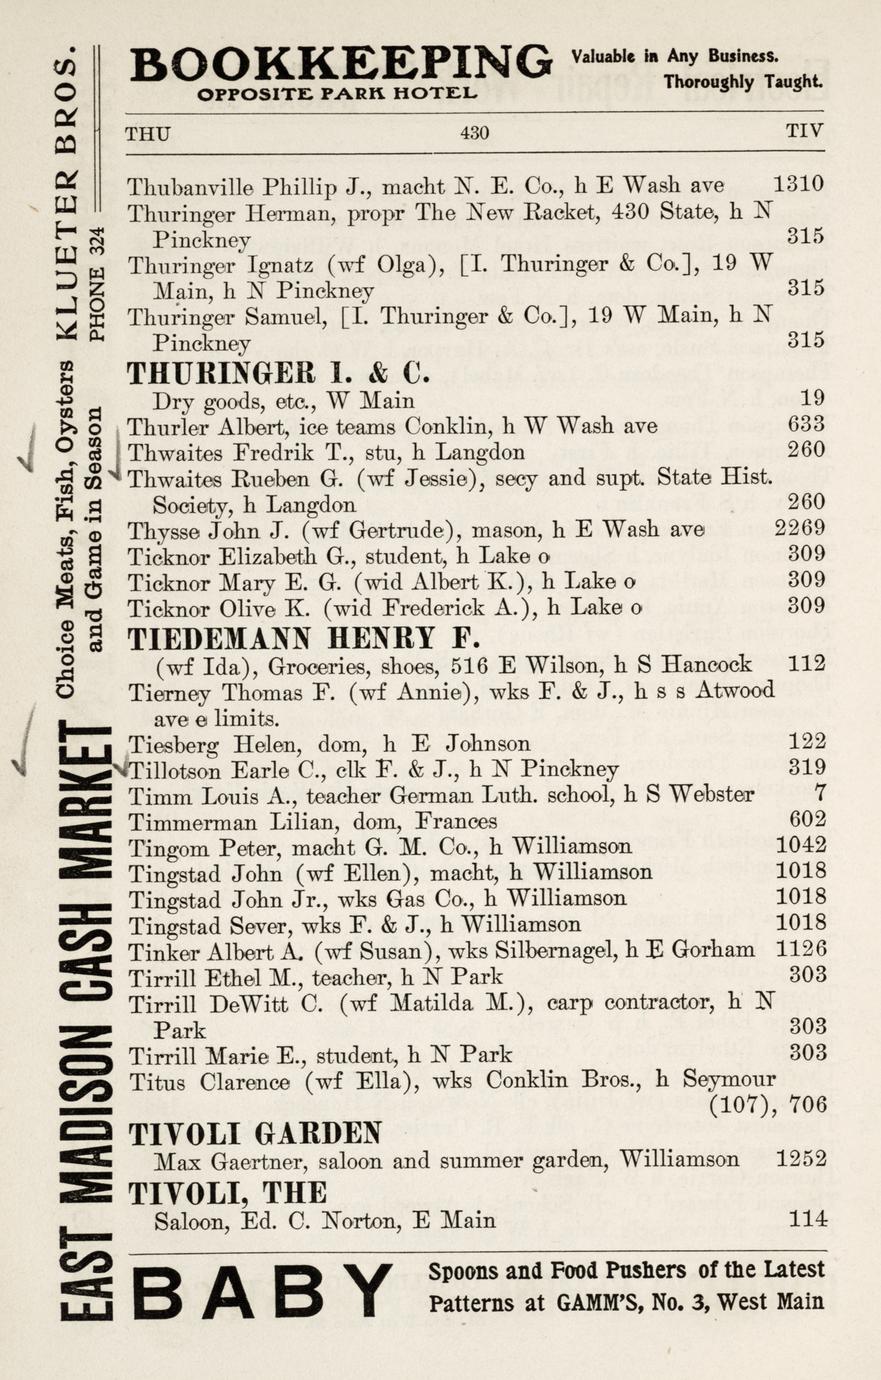 BOOKKEEPING Valuable in Any Business.
OPPOSITE PARK HOTEL Thoroughly Taught.
THU 430 TIV
Thubanville Phillip J., macht N. E. Co., h E Wash ave 1310
Thuringer Herman, propr The New Racket, 430 State, h N
Pinckney 315
Thuringer Ignatz (wf Olga), [I. Thuringer & Co.], 19 W
Main, h N Pinckney 315
Thuringer Samuel, [I. Thuringer & Co.], 19 W Main, h N
Pinckney 315
THURINGER I. & C.
Dry goods, etc., W Main 19
Thurler Albert, ice teams Conklin, h W Wash ave 633
Thwaites Fredrik T., stu, h Langdon 260
Thwaites Rueben G. (wf Jessie), secy and supt. State Hist.
Society, h Langdon 260
Thysse John J. (wf Gertrude), mason, h E Wash ave 2269
Ticknor Elizabeth G., student, h Lake o 309
Ticknor Mary E. G. (wid Albert K.), h Lake o 309
Ticknor Olive K. (wid Frederick A.), h Lake o 309
TIEDEMANN HENRY F.
(wf Ida), Groceries, shoes, 516 E Wilson, h S Hancock 112
Tierney Thomas F. (wf Annie), wks F. & J., h s s Atwood
ave e limits.
Tiesberg Helen, dom, h E Johnson 122
Tillotson Earle C., clk F. & J., h N Pinckney 319
Timm Louis A., teacher German Luth. school, h S Webster 7
Timmerman Lilian, dom, Frances 602
Tingom Peter, macht G. M. Co., h Williamson 1042
Tingstad John (wf Ellen), macht, h Williamson 1018
Tingstad John Jr., wks Gas Co., h Williamson 1018
Tingstad Sever, wks F. & J., h Williamson 1018
Tinker Albert A. (wf Susan), wks Silbernagel, h E Gorham 1126
Tirrill Ethel M., teacher, h N Park 303
Tirrill DeWitt C. (wf Matilda M.), carp contractor, h N
Park 303
Tirrill Marie E., student, h N Park 303
Titus Clarence (wf Ella), wks Conklin Bros., h Seymour
(107), 706
TIVOLI GARDEN
Max Gaertner, saloon and summer garden, Williamson 1252
TIVOLI, THE
Saloon, Ed. C. Norton, E Main 114
BABY Spoons and Food Pushers of the Latest
Patterns at GAMM'S, No. 3, West Main
EAST MADISON CASH MARKET
Choice Meats, Fish, Oysters
and Game in Season
KLUETER BROS.
PHONE 324